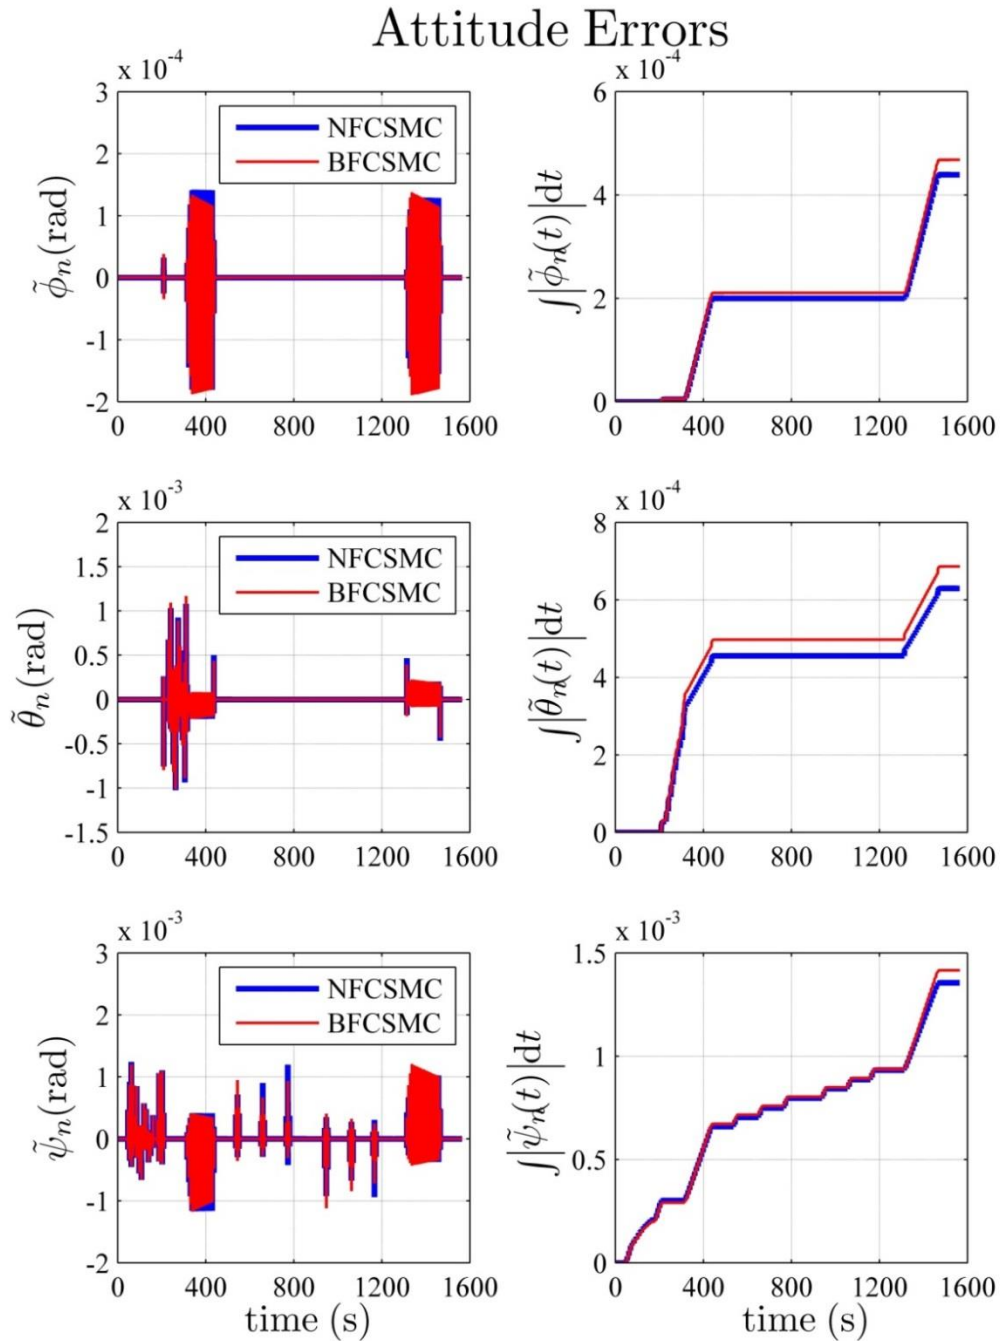 Attitude Errors
x 10⁻⁴
3
2
1
0
-1
-2
0 400 800 1200 1600
ϕ̃ₙ(rad)
NFCSMC
BFCSMC
x 10⁻⁴
6
4
2
0
0 400 800 1200 1600
∫|ϕ̃ₙ(t)|dt
x 10⁻³
2
1.5
1
0.5
0
-0.5
-1
-1.5
0 400 800 1200 1600
θ̃ₙ(rad)
NFCSMC
BFCSMC
x 10⁻⁴
8
6
4
2
0
0 400 800 1200 1600
∫|θ̃ₙ(t)|dt
x 10⁻³
3
2
1
0
-1
-2
0 400 800 1200 1600
ψ̃ₙ(rad)
NFCSMC
BFCSMC
time (s)
x 10⁻³
1.5
1
0.5
0
0 400 800 1200 1600
∫|ψ̃ₙ(t)|dt
time (s)